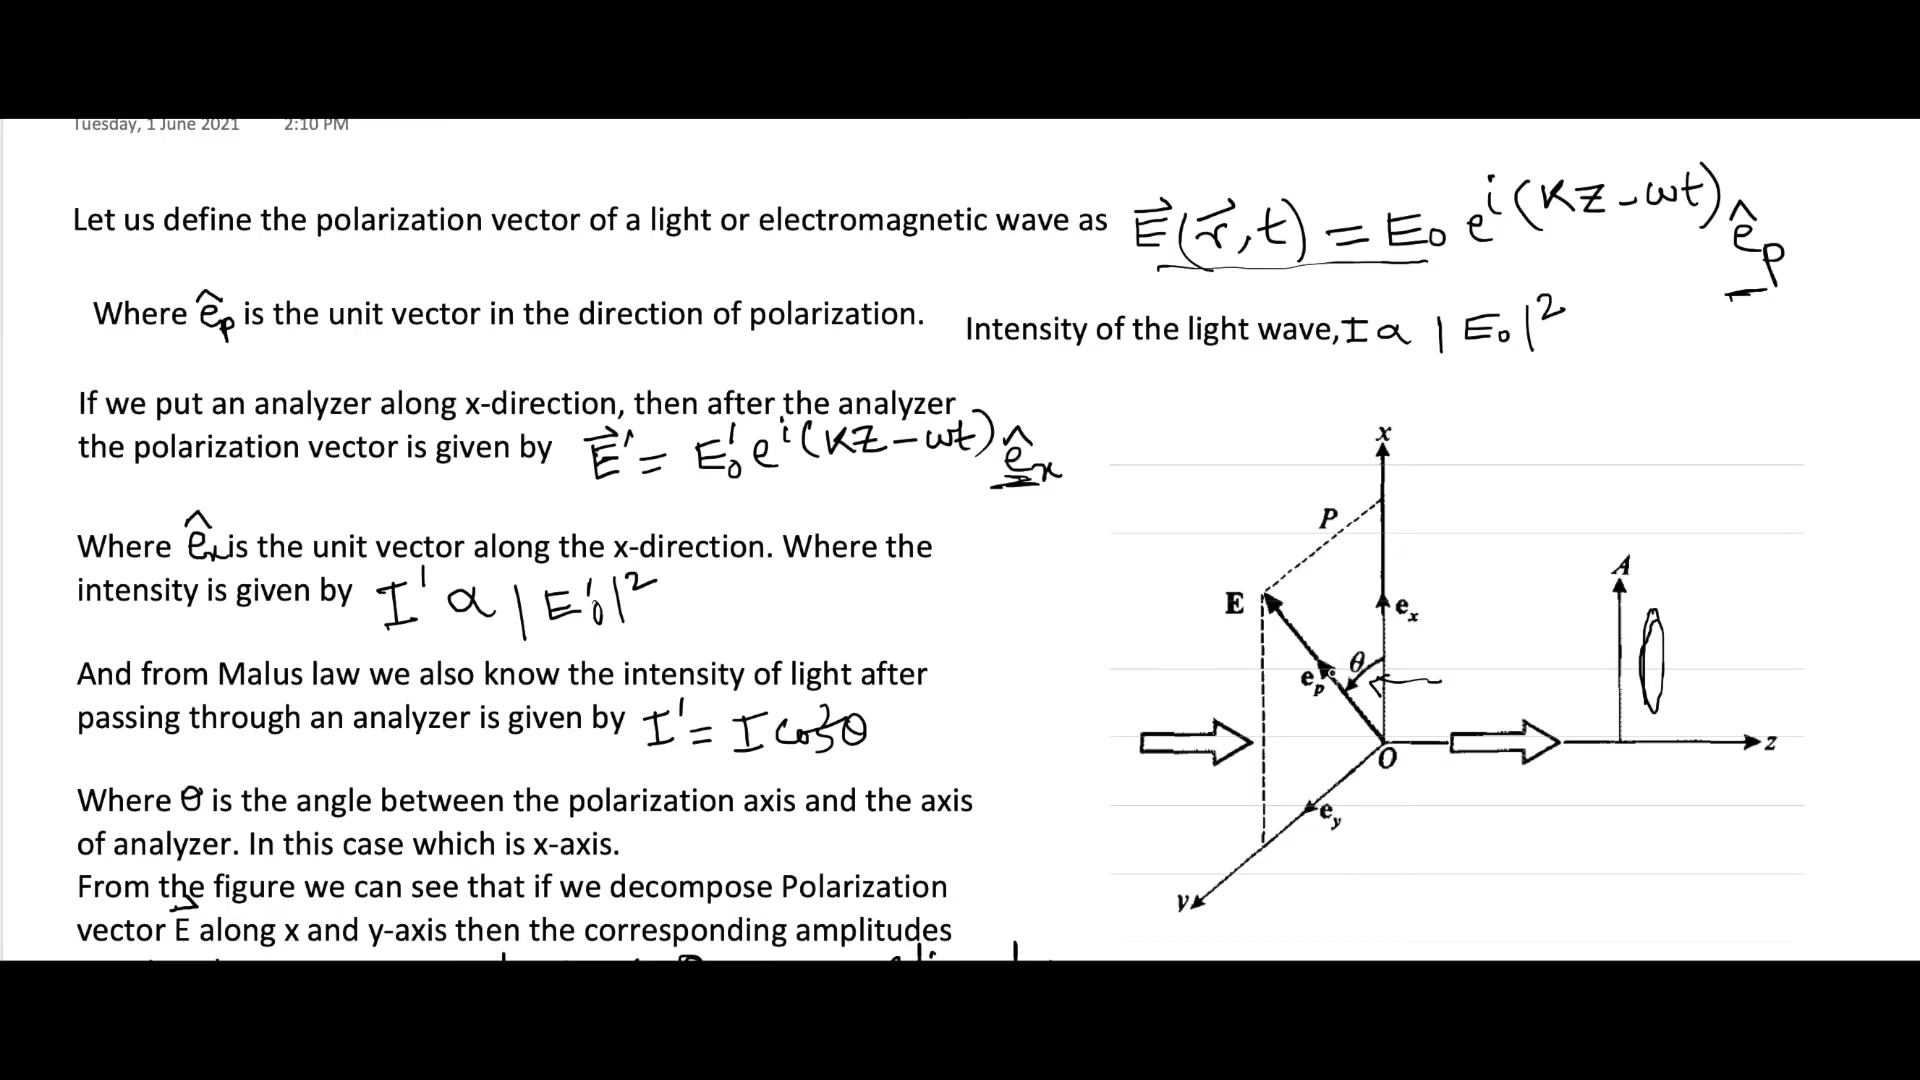 Tuesday, 1 June 2021 2:10 PM
Let us define the polarization vector of a light or electromagnetic wave as E⃗(r⃗,t) = E₀ e^i(Kz-ωt) ê_p
Where ê_p is the unit vector in the direction of polarization. Intensity of the light wave, I α |E₀|²
If we put an analyzer along x-direction, then after the analyzer
the polarization vector is given by E⃗' = E₀' e^i(Kz-ωt) ê_x
Where ê_x is the unit vector along the x-direction. Where the
intensity is given by I' α |E₀'|²
And from Malus law we also know the intensity of light after
passing through an analyzer is given by I' = I cos²θ
Where θ is the angle between the polarization axis and the axis
of analyzer. In this case which is x-axis.
From the figure we can see that if we decompose Polarization
vector E⃗ along x and y-axis then the corresponding amplitudes
x
P
A
E
e_x
θ
e_p
O
z
e_y
y